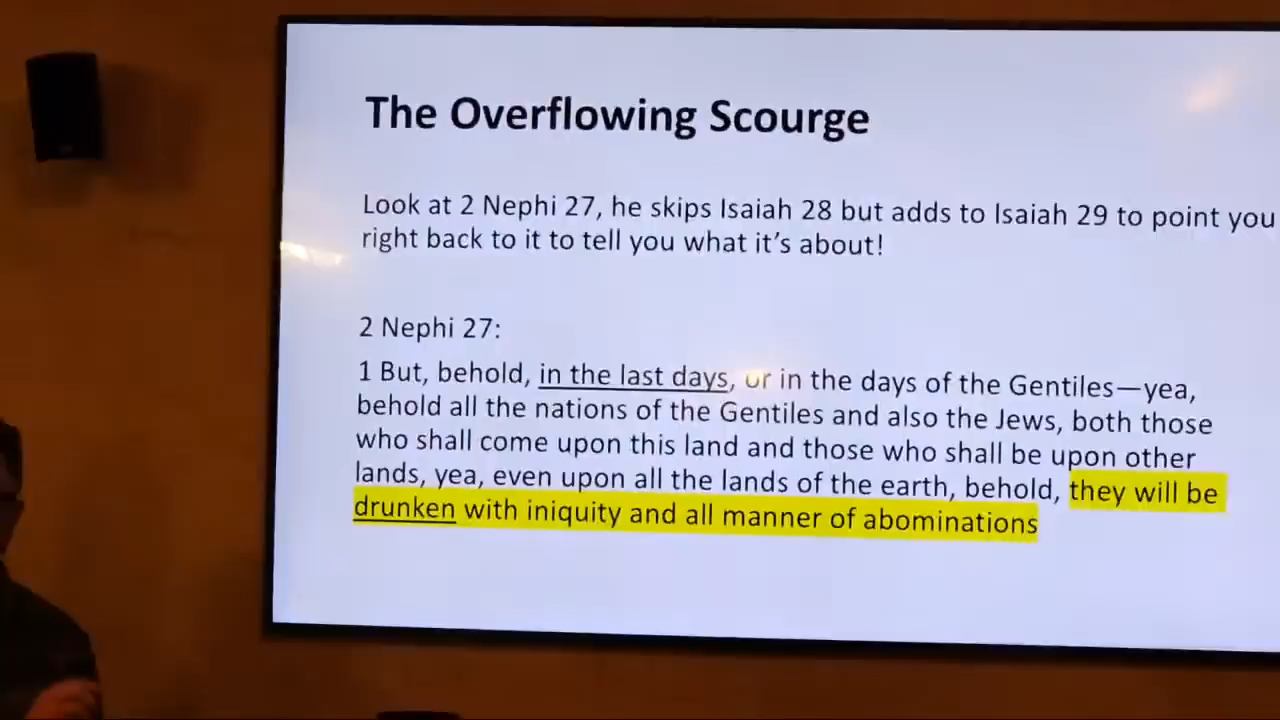 The Overflowing Scourge
Look at 2 Nephi 27, he skips Isaiah 28 but adds to Isaiah 29 to point you
right back to it to tell you what it's about!
2 Nephi 27:
1 But, behold, in the last days, or in the days of the Gentiles—yea,
behold all the nations of the Gentiles and also the Jews, both those
who shall come upon this land and those who shall be upon other
lands, yea, even upon all the lands of the earth, behold, they will be
drunken with iniquity and all manner of abominations